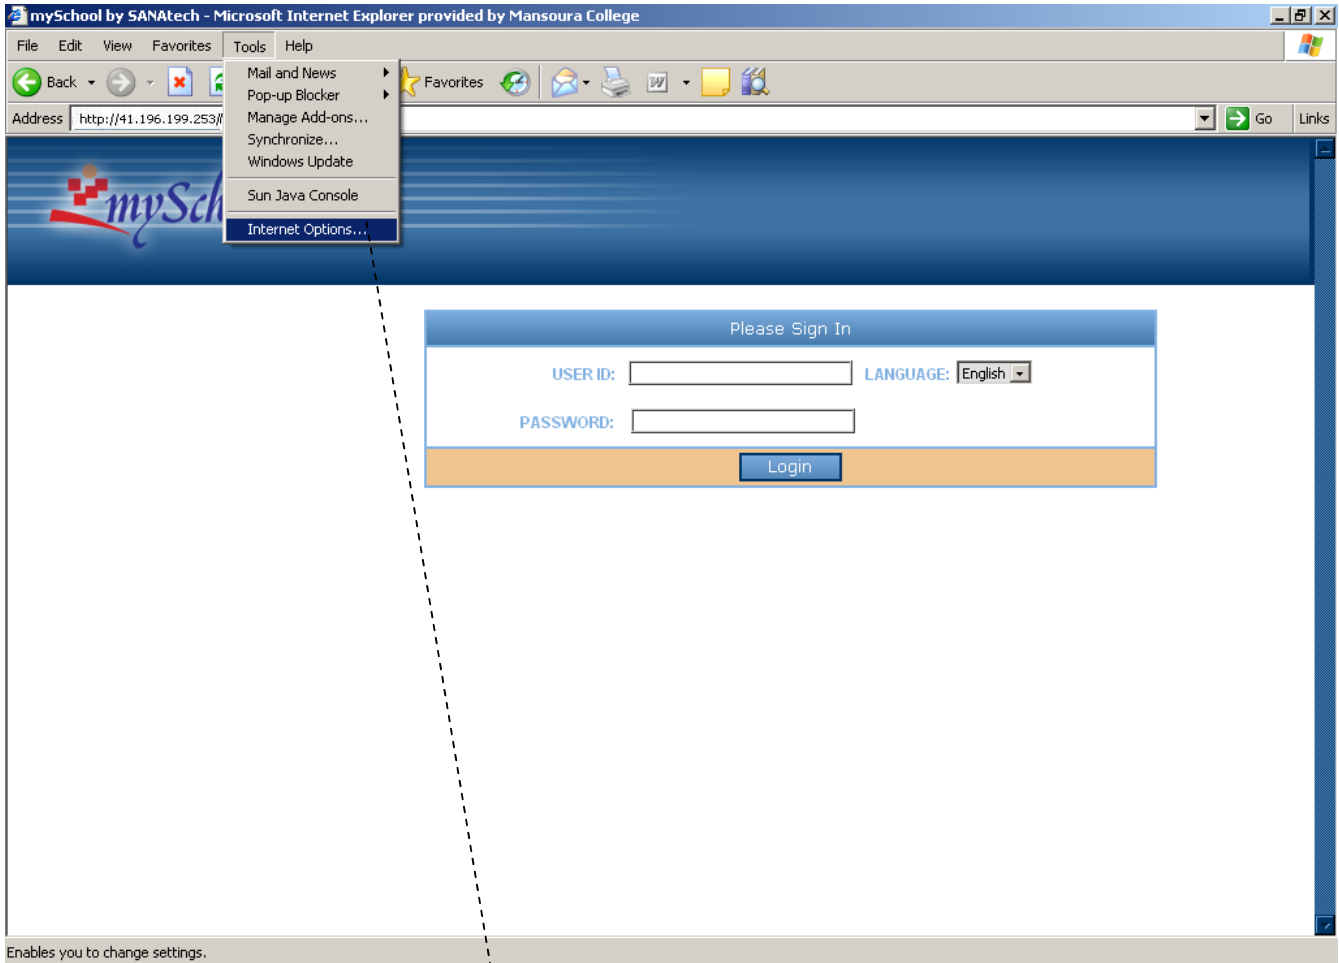 mySchool by SANAtech - Microsoft Internet Explorer provided by Mansoura College
File Edit View Favorites Tools Help
Back Favorites
Mail and News
Pop-up Blocker
Manage Add-ons...
Synchronize...
Windows Update
Sun Java Console
Internet Options...
Address http://41.196.199.253/ Go Links
mySch
Please Sign In
USER ID: LANGUAGE: English
PASSWORD:
Login
Enables you to change settings.